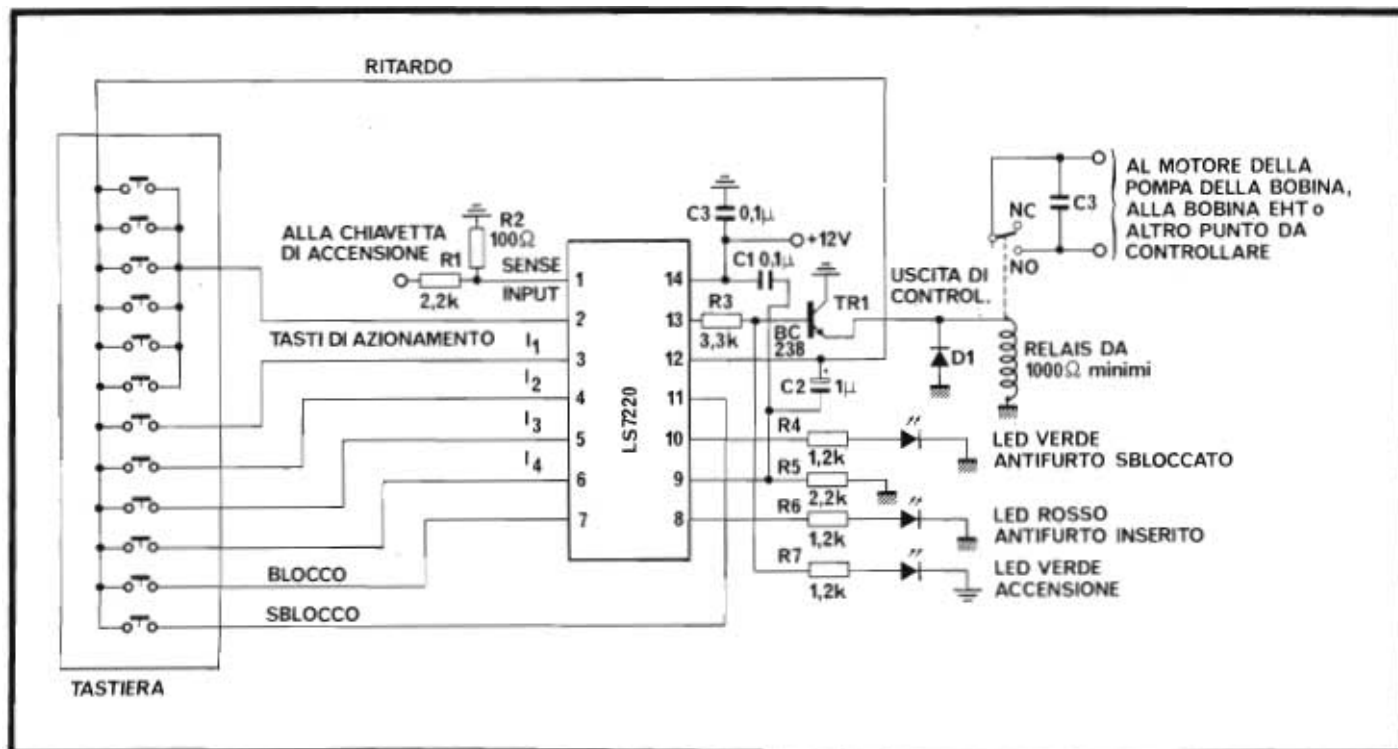 RITARDO
ALLA CHIAVETTA
DI ACCENSIONE
R1
2,2k
R2
100Ω
SENSE
INPUT
TASTI DI AZIONAMENTO
I1
I2
I3
I4
BLOCCO
SBLOCCO
TASTIERA
LS7220
1
2
3
4
5
6
7
14
13
12
11
10
9
8
C3
0,1µ
+12V
C1 0,1µ
R3
3,3k
BC
238
TR1
C2
+
1µ
USCITA DI
CONTROL.
D1
NC
NO
C3
AL MOTORE DELLA
POMPA DELLA BOBINA,
ALLA BOBINA EHT o
ALTRO PUNTO DA
CONTROLLARE
RELAIS DA
1000Ω minimi
R4
1,2k
LED VERDE
ANTIFURTO SBLOCCATO
R5
2,2k
R6
1,2k
LED ROSSO
ANTIFURTO INSERITO
R7
1,2k
LED VERDE
ACCENSIONE